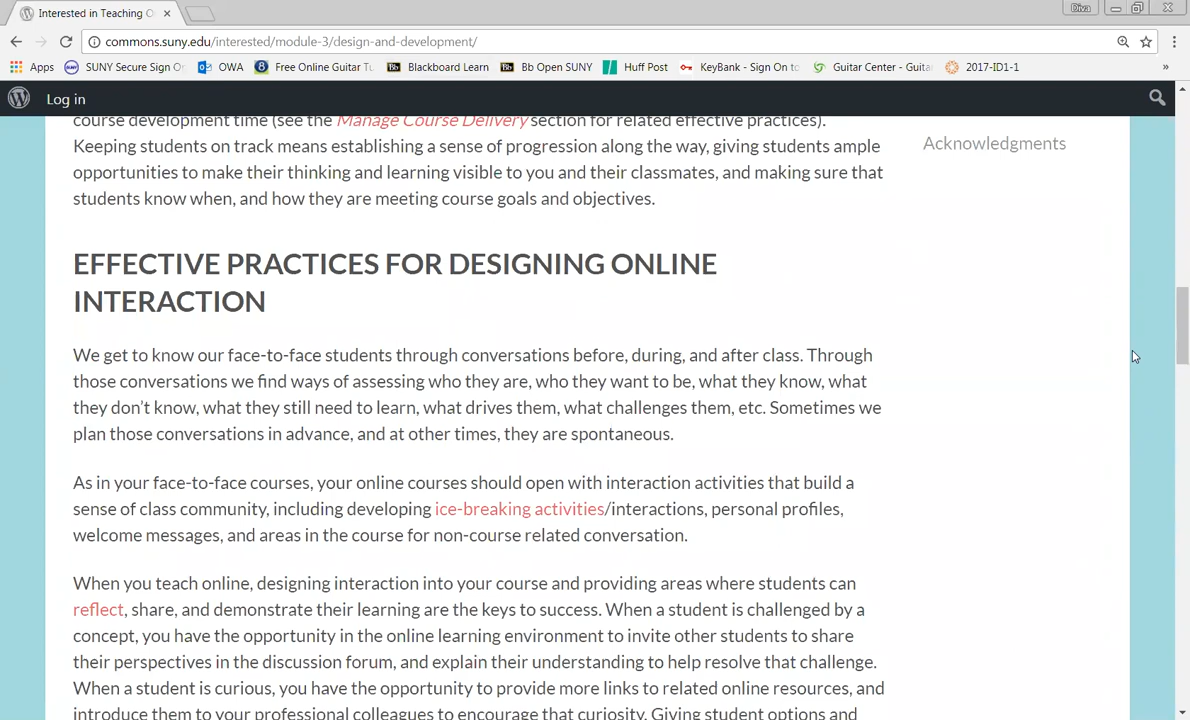 Interested in Teaching O
Diva
commons.suny.edu/interested/module-3/design-and-development/
Apps SUNY Secure Sign O OWA Free Online Guitar Tu Bb Blackboard Learn Bb Bb Open SUNY Huff Post KeyBank - Sign On to Guitar Center - Guita 2017-ID1-1 »
Log in
course development time (see the Manage Course Delivery section for related effective practices).
Keeping students on track means establishing a sense of progression along the way, giving students ample
opportunities to make their thinking and learning visible to you and their classmates, and making sure that
students know when, and how they are meeting course goals and objectives.
Acknowledgments
EFFECTIVE PRACTICES FOR DESIGNING ONLINE
INTERACTION
We get to know our face-to-face students through conversations before, during, and after class. Through
those conversations we find ways of assessing who they are, who they want to be, what they know, what
they don’t know, what they still need to learn, what drives them, what challenges them, etc. Sometimes we
plan those conversations in advance, and at other times, they are spontaneous.
As in your face-to-face courses, your online courses should open with interaction activities that build a
sense of class community, including developing ice-breaking activities/interactions, personal profiles,
welcome messages, and areas in the course for non-course related conversation.
When you teach online, designing interaction into your course and providing areas where students can
reflect, share, and demonstrate their learning are the keys to success. When a student is challenged by a
concept, you have the opportunity in the online learning environment to invite other students to share
their perspectives in the discussion forum, and explain their understanding to help resolve that challenge.
When a student is curious, you have the opportunity to provide more links to related online resources, and
introduce them to your professional colleagues to encourage that curiosity. Giving student options and